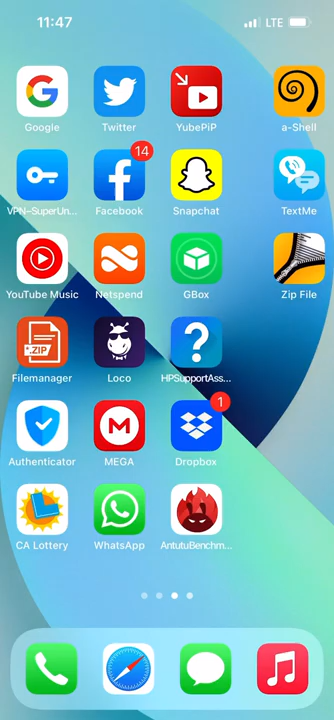 11:47
LTE
Google
Twitter
YubePiP
a-Shell
14
VPN-SuperUn...
Facebook
Snapchat
TextMe
YouTube Music
Netspend
GBox
Zip File
.ZIP
Filemanager
Loco
HPSupportAss...
1
Authenticator
MEGA
Dropbox
CA Lottery
WhatsApp
AntutuBenchm...